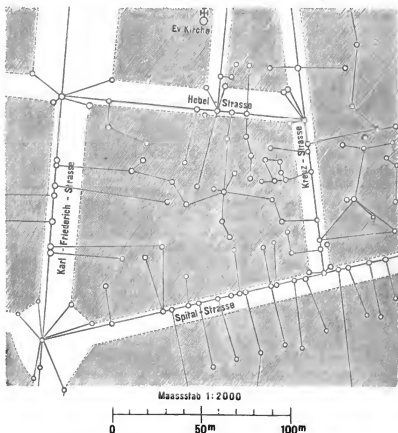 Ev Kirche
Hebel Strasse
Kreuz-Strasse
Karl-Friederich-Strasse
Spital-Strasse
Maassstab 1:2000
0 50m 100m